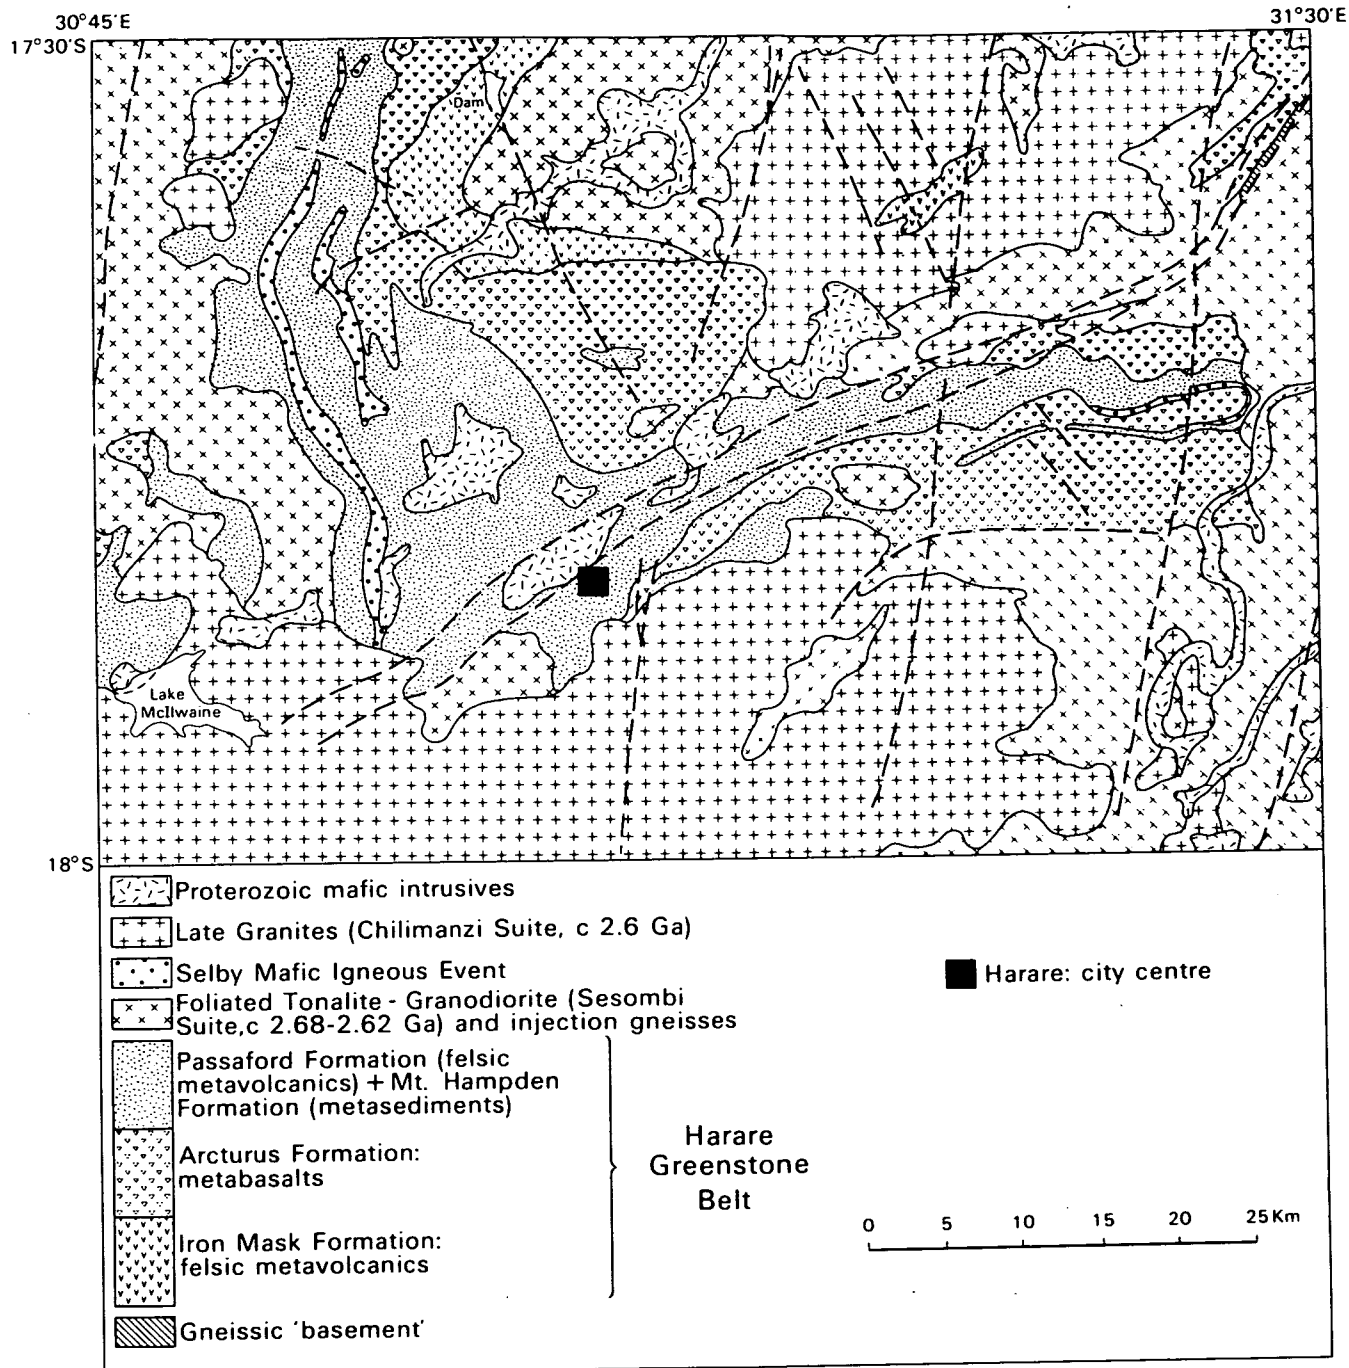 30°45'E
31°30'E
17°30'S
Dam
Lake
McIlwaine
18°S
Proterozoic mafic intrusives
Late Granites (Chilimanzi Suite, c 2.6 Ga)
Selby Mafic Igneous Event
Harare: city centre
Foliated Tonalite - Granodiorite (Sesombi
Suite,c 2.68-2.62 Ga) and injection gneisses
Passaford Formation (felsic
metavolcanics) + Mt. Hampden
Formation (metasediments)
Arcturus Formation:
metabasalts
Iron Mask Formation:
felsic metavolcanics
Harare
Greenstone
Belt
0 5 10 15 20 25 Km
Gneissic 'basement'